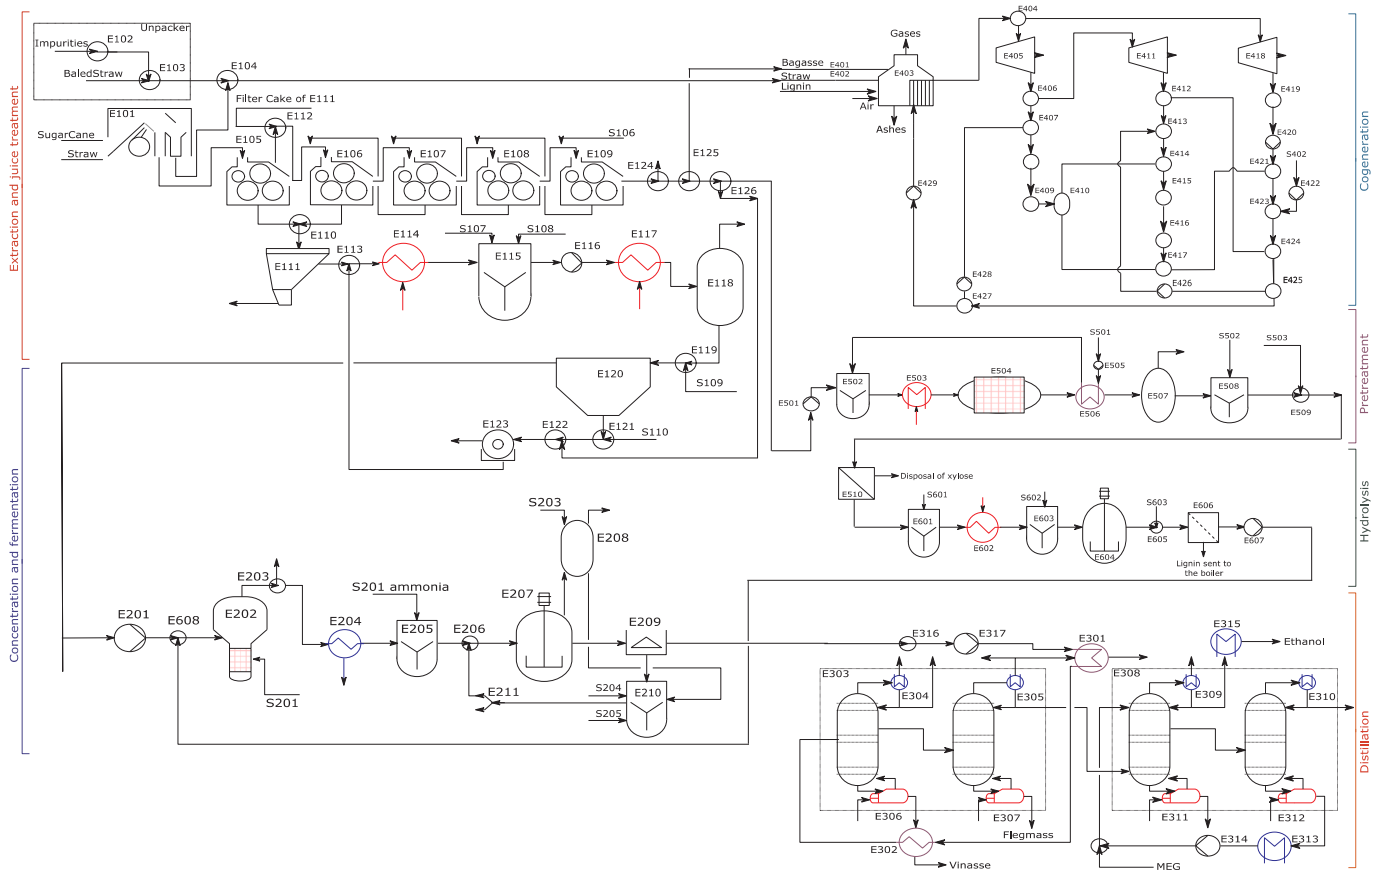 Extraction and juice treatment
Unpacker
Impurities
E102
BaledStraw
E103
E104
E101
SugarCane
Straw
Filter Cake of E111
E112
E105
E106
E107
E108
E109
S106
E124
E125
E126
E110
E111
E113
E114
S107
S108
E115
E116
E117
E118
E119
S109
E120
E121
S110
E122
E123
Cogeneration
Gases
Bagasse
E401
Straw
E402
Lignin
Air
E403
Ashes
E404
E405
E406
E407
E409
E410
E411
E412
E413
E414
E415
E416
E417
E418
E419
E420
E421
S402
E422
E423
E424
E425
E426
E427
E428
E429
Pretreatment
E501
E502
E503
E504
S501
E505
E506
E507
S502
E508
S503
E509
Hydrolysis
E510
Disposal of xylose
S601
E601
E602
S602
E603
E604
S603
E605
E606
E607
Lignin sent to
the boiler
Concentration and fermentation
E201
E608
E202
S201
E203
E204
S201 ammonia
E205
E206
E207
S203
E208
E209
E210
S204
S205
E211
Distillation
E316
E317
E301
E302
E303
E304
E305
E306
E307
Flegmass
Vinasse
E308
E309
E310
E311
E312
E313
E314
MEG
E315
Ethanol